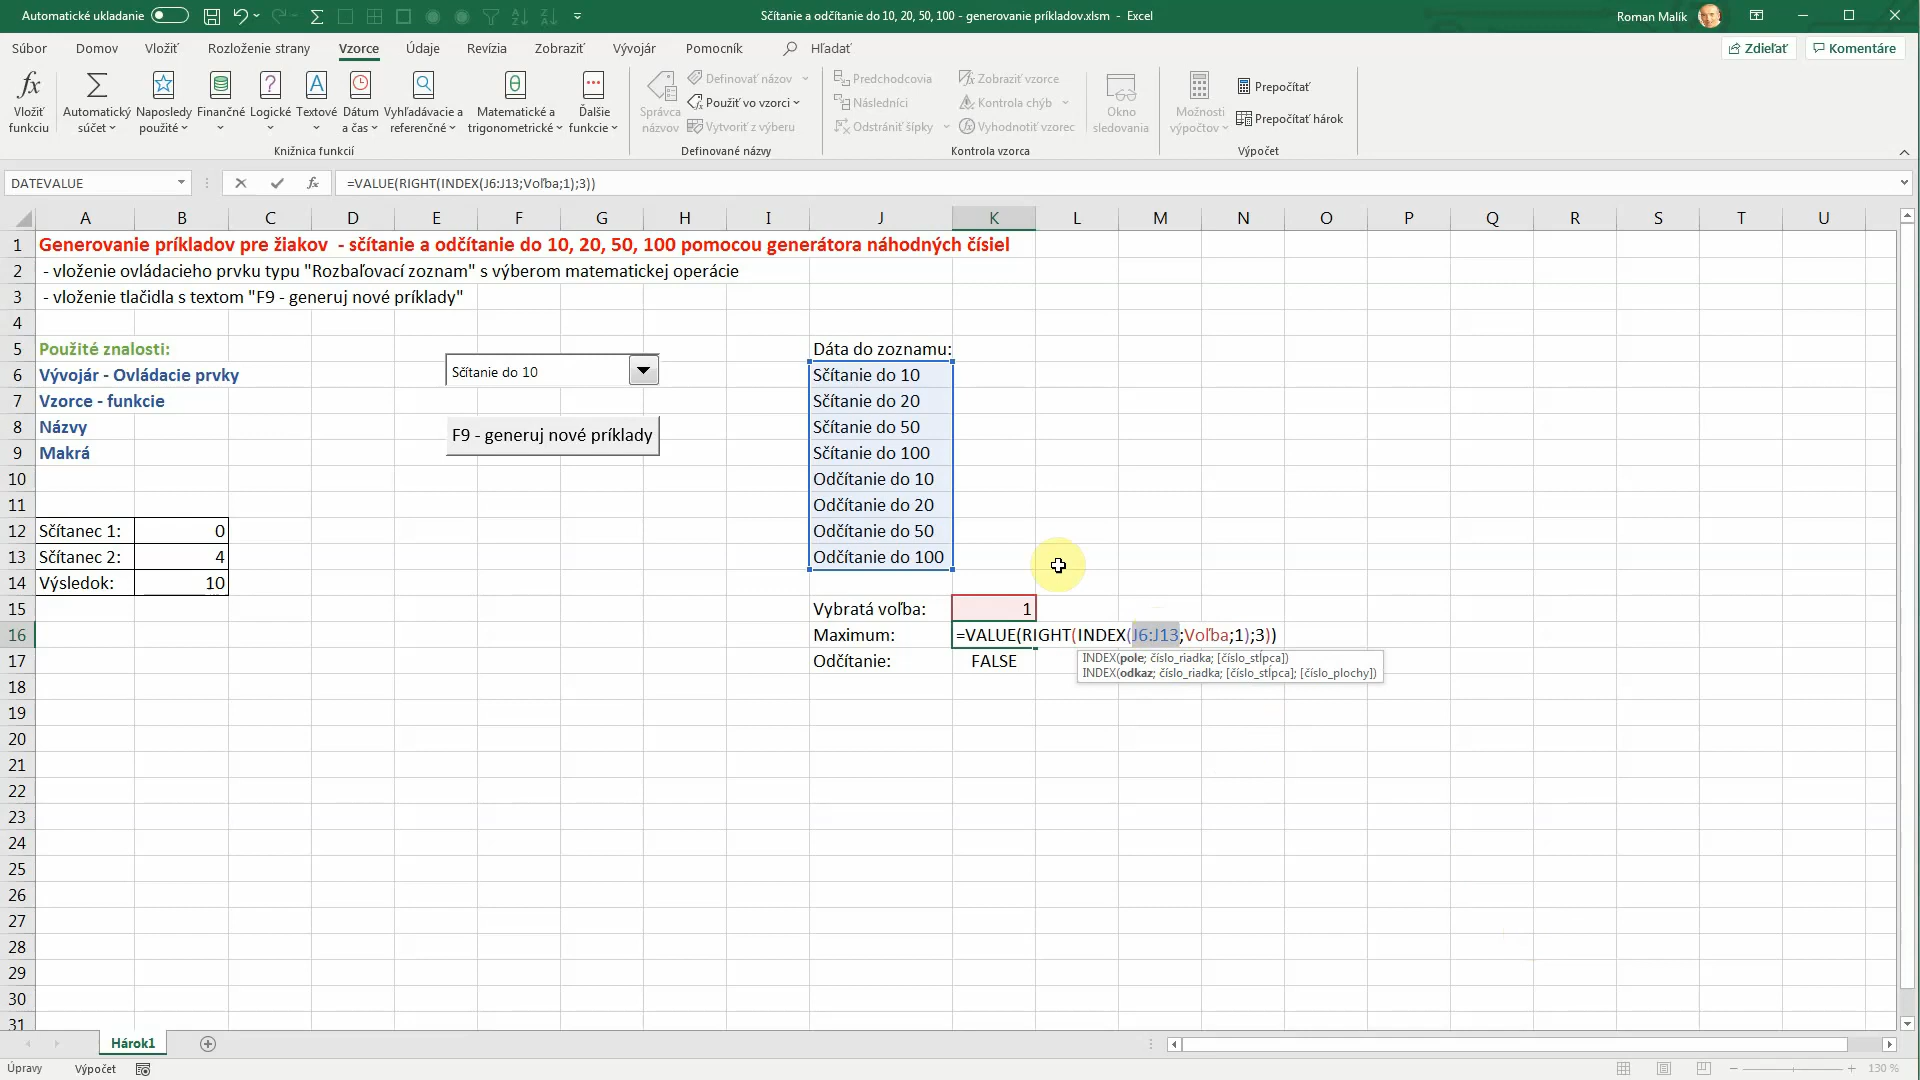 Automatické ukladanie
Sčítanie a odčítanie do 10, 20, 50, 100 - generovanie príkladov.xlsm - Excel
Roman Malík
Súbor Domov Vložiť Rozloženie strany Vzorce Údaje Revízia Zobraziť Vývojár Pomocník Hľadať
Zdieľať Komentáre
Vložiť funkciu
Automatický súčet
Naposledy použité
Finančné
Logické
Textové
Dátum a čas
Vyhľadávacie a referenčné
Matematické a trigonometrické
Ďalšie funkcie
Knižnica funkcií
Správca názvov
Definovať názov
Použiť vo vzorci
Vytvoriť z výberu
Definované názvy
Predchodcovia
Následníci
Odstrániť šípky
Zobraziť vzorce
Kontrola chýb
Vyhodnotiť vzorec
Kontrola vzorca
Okno sledovania
Možnosti výpočtov
Prepočítať
Prepočítať hárok
Výpočet
DATEVALUE
fx
=VALUE(RIGHT(INDEX(J6:J13;Voľba;1);3))
A B C D E F G H I J K L M N O P Q R S T U
1 Generovanie príkladov pre žiakov - sčítanie a odčítanie do 10, 20, 50, 100 pomocou generátora náhodných čísiel
2 - vloženie ovládacieho prvku typu "Rozbaľovací zoznam" s výberom matematickej operácie
3 - vloženie tlačidla s textom "F9 - generuj nové príklady"
4
5 Použité znalosti: Dáta do zoznamu:
6 Vývojár - Ovládacie prvky Sčítanie do 10 Sčítanie do 10
7 Vzorce - funkcie Sčítanie do 20
8 Názvy F9 - generuj nové príklady Sčítanie do 50
9 Makrá Sčítanie do 100
10 Odčítanie do 10
11 Odčítanie do 20
12 Sčítanec 1: 0 Odčítanie do 50
13 Sčítanec 2: 4 Odčítanie do 100
14 Výsledok: 10
15 Vybratá voľba: 1
16 Maximum: =VALUE(RIGHT(INDEX(J6:J13;Voľba;1);3))
17 Odčítanie: FALSE
INDEX(pole; číslo_riadka; [číslo_stĺpca])
INDEX(odkaz; číslo_riadka; [číslo_stĺpca]; [číslo_plochy])
18
19
20
21
22
23
24
25
26
27
28
29
30
31
Hárok1
Úpravy Výpočet
130 %